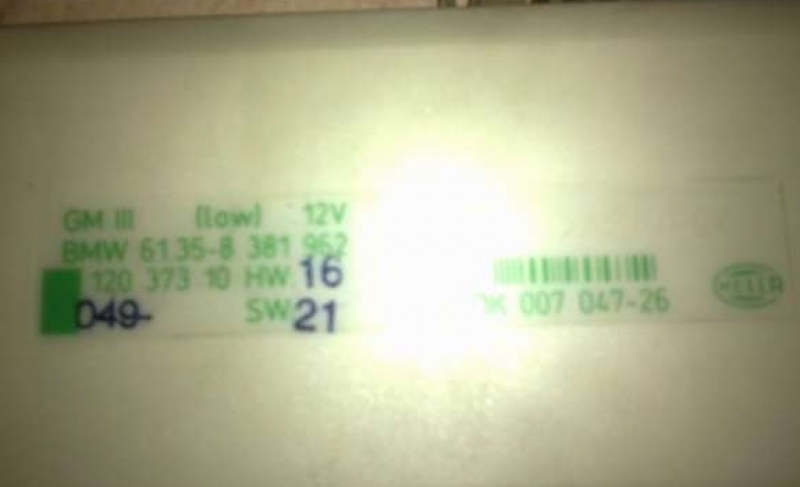 GM III (low) 12V
BMW 61.35-8 381 962
120 373 10 HW 16
049- SW 21
007 047-26
HELLA